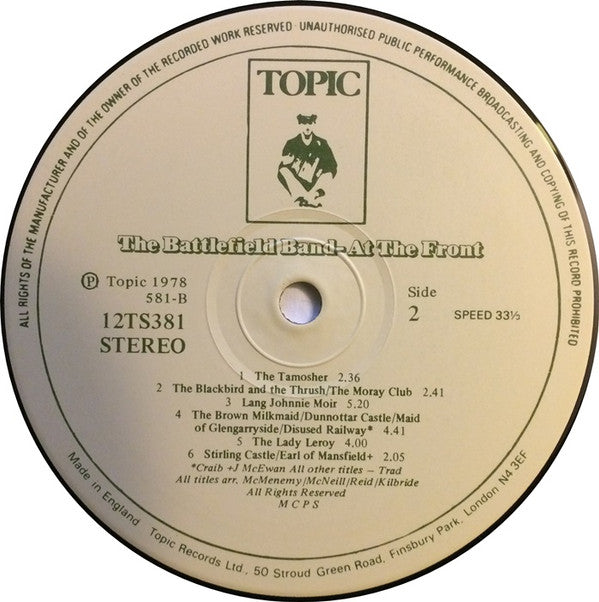 ALL RIGHTS OF THE MANUFACTURER AND OF THE OWNER OF THE RECORDED WORK RESERVED UNAUTHORISED PUBLIC PERFORMANCE BROADCASTING AND COPYING OF THIS RECORD PROHIBITED
TOPIC
The Battlefield Band-At The Front
Ⓟ Topic 1978
581-B
12TS381
STEREO
Side
2
SPEED 33⅓
1 The Tamosher 2.36
2 The Blackbird and the Thrush/The Moray Club 2.41
3 Lang Johnnie Moir 5.20
4 The Brown Milkmaid/Dunnottar Castle/Maid
of Glengarryside/Disused Railway* 4.41
5 The Lady Leroy 4.00
6 Stirling Castle/Earl of Mansfield+ 2.05
*Craib +J McEwan All other titles – Trad
All titles arr. McMenemy/McNeill/Reid/Kilbride
All Rights Reserved
M C P S
Made in England Topic Records Ltd., 50 Stroud Green Road, Finsbury Park, London N4 3EF